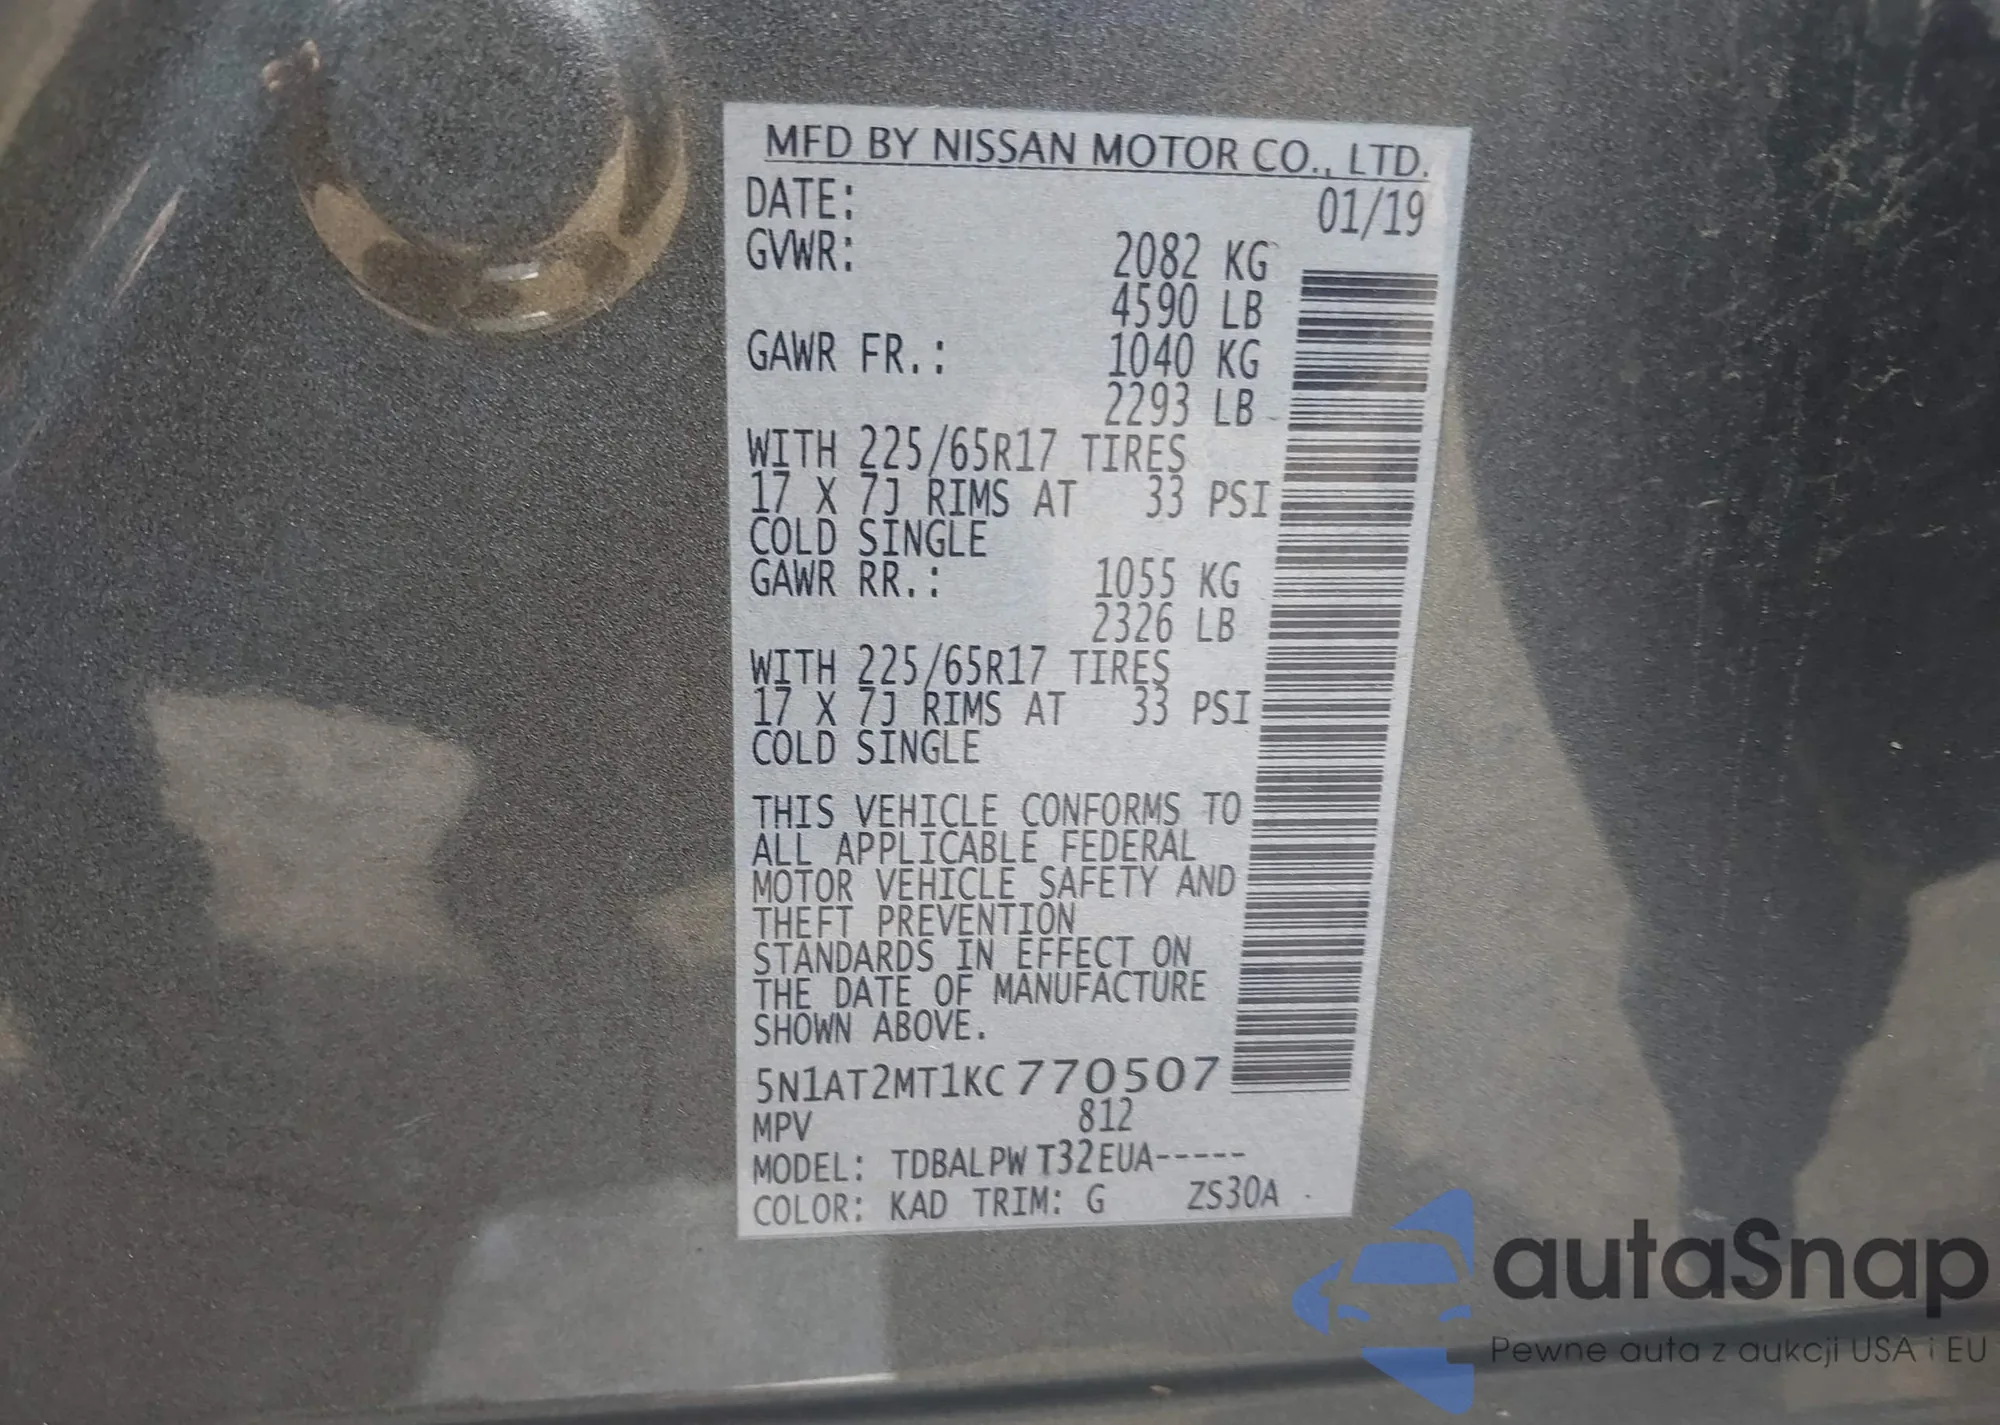 MFD BY NISSAN MOTOR CO., LTD.
DATE: 01/19
GVWR: 2082 KG
4590 LB
GAWR FR.: 1040 KG
2293 LB
WITH 225/65R17 TIRES
17 X 7J RIMS AT 33 PSI
COLD SINGLE
GAWR RR.: 1055 KG
2326 LB
WITH 225/65R17 TIRES
17 X 7J RIMS AT 33 PSI
COLD SINGLE
THIS VEHICLE CONFORMS TO
ALL APPLICABLE FEDERAL
MOTOR VEHICLE SAFETY AND
THEFT PREVENTION
STANDARDS IN EFFECT ON
THE DATE OF MANUFACTURE
SHOWN ABOVE.
5N1AT2MT1KC770507
MPV 812
MODEL: TDBALPW T32EUA-----
COLOR: KAD TRIM: G ZS30A
autaSnap
Pewne auta z aukcji USA i EU